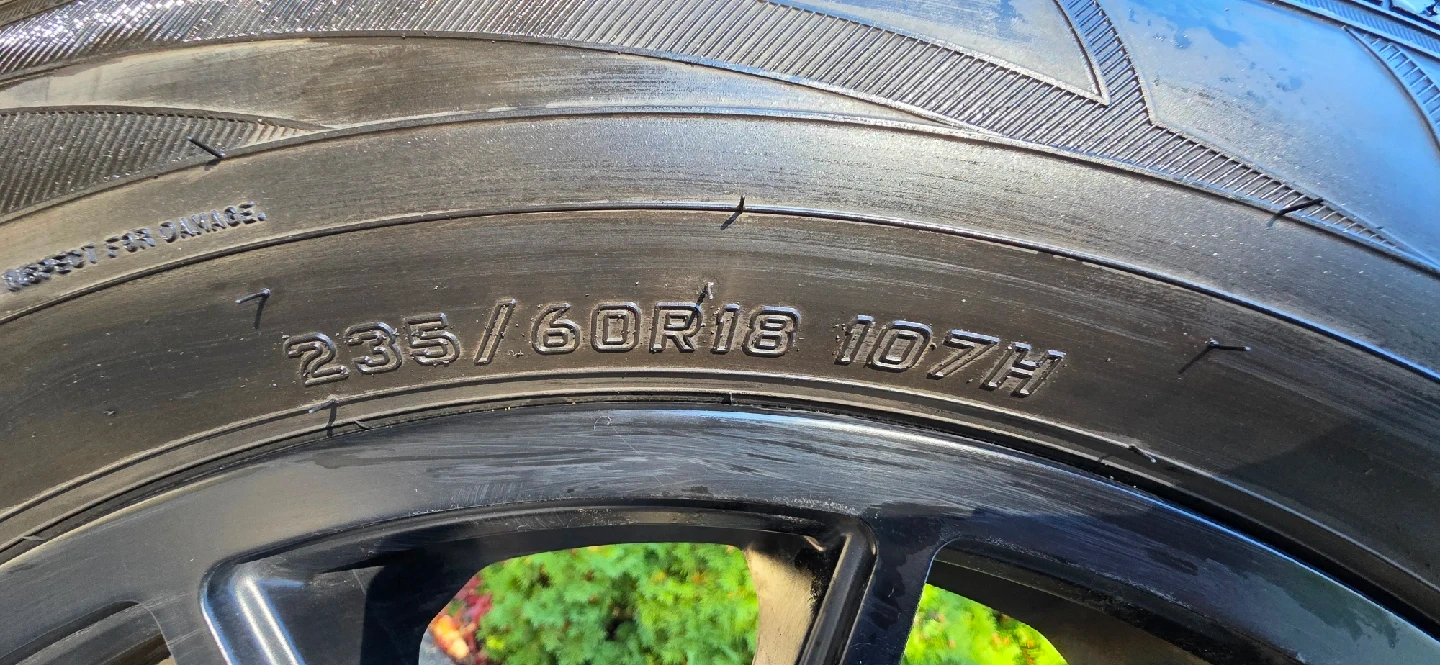 INSPECT FOR DAMAGE.
235/60R18 107H